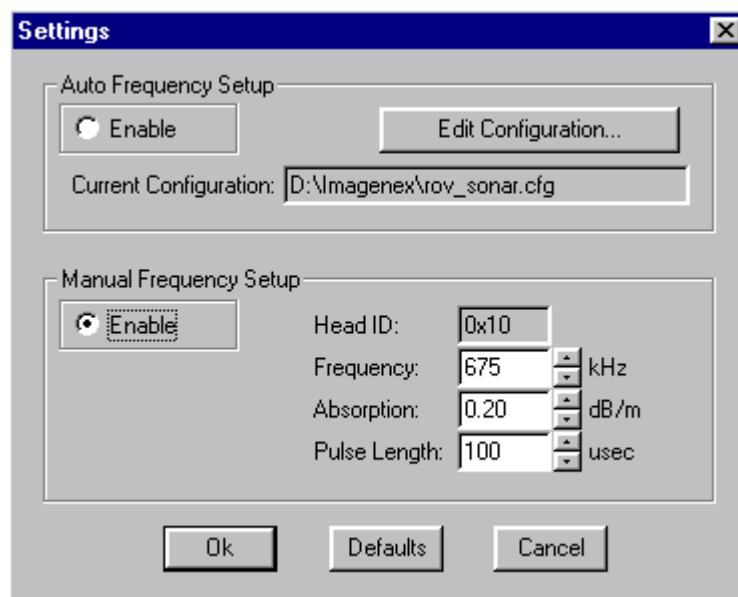 Settings
Auto Frequency Setup
Enable
Edit Configuration...
Current Configuration: D:\Imagenex\rov_sonar.cfg
Manual Frequency Setup
Enable
Head ID: 0x10
Frequency: 675 kHz
Absorption: 0.20 dB/m
Pulse Length: 100 usec
Ok Defaults Cancel